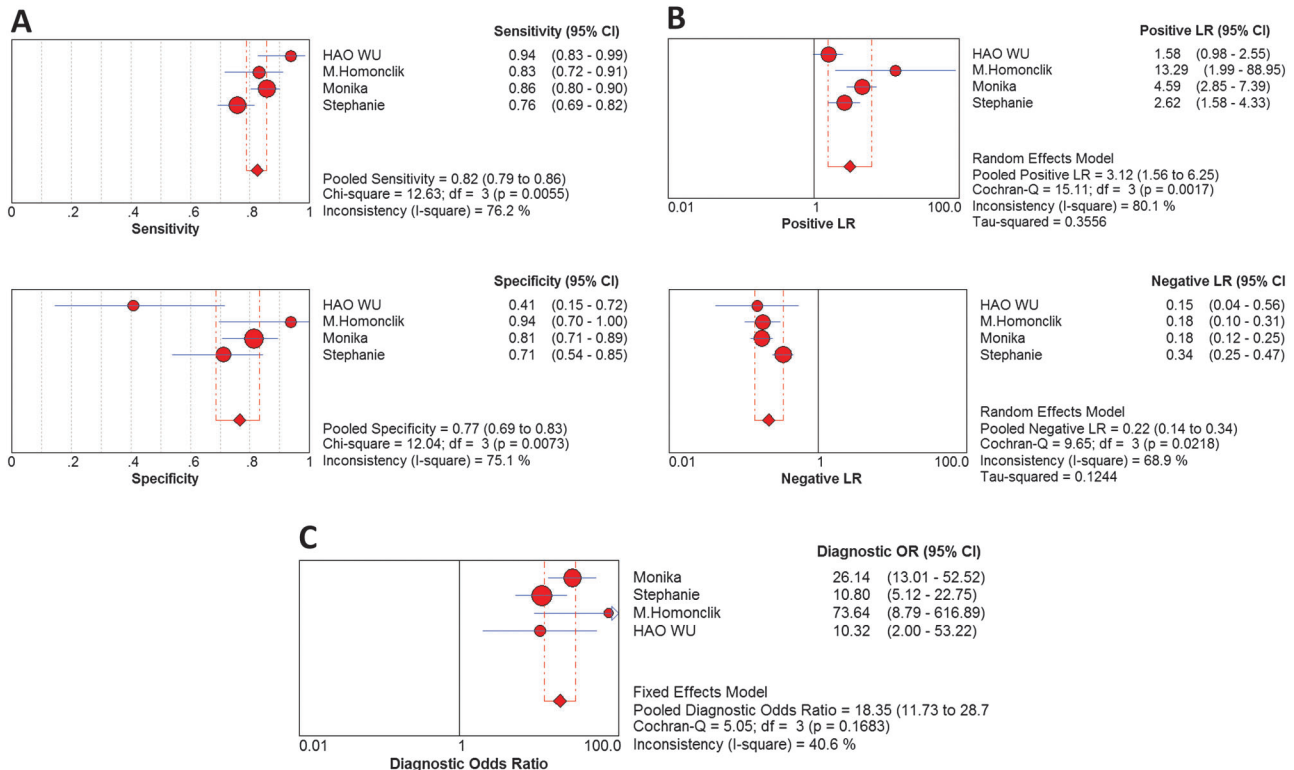 A
Sensitivity (95% CI)
HAO WU 0.94 (0.83 - 0.99)
M.Homonclik 0.83 (0.72 - 0.91)
Monika 0.86 (0.80 - 0.90)
Stephanie 0.76 (0.69 - 0.82)
Pooled Sensitivity = 0.82 (0.79 to 0.86)
Chi-square = 12.63; df = 3 (p = 0.0055)
Inconsistency (I-square) = 76.2 %
0 .2 .4 .6 .8 1
Sensitivity
Specificity (95% CI)
HAO WU 0.41 (0.15 - 0.72)
M.Homonclik 0.94 (0.70 - 1.00)
Monika 0.81 (0.71 - 0.89)
Stephanie 0.71 (0.54 - 0.85)
Pooled Specificity = 0.77 (0.69 to 0.83)
Chi-square = 12.04; df = 3 (p = 0.0073)
Inconsistency (I-square) = 75.1 %
0 .2 .4 .6 .8 1
Specificity
B
Positive LR (95% CI)
HAO WU 1.58 (0.98 - 2.55)
M.Homonclik 13.29 (1.99 - 88.95)
Monika 4.59 (2.85 - 7.39)
Stephanie 2.62 (1.58 - 4.33)
Random Effects Model
Pooled Positive LR = 3.12 (1.56 to 6.25)
Cochran-Q = 15.11; df = 3 (p = 0.0017)
Inconsistency (I-square) = 80.1 %
Tau-squared = 0.3556
0.01 1 100.0
Positive LR
Negative LR (95% CI
HAO WU 0.15 (0.04 - 0.56)
M.Homonclik 0.18 (0.10 - 0.31)
Monika 0.18 (0.12 - 0.25)
Stephanie 0.34 (0.25 - 0.47)
Random Effects Model
Pooled Negative LR = 0.22 (0.14 to 0.34)
Cochran-Q = 9.65; df = 3 (p = 0.0218)
Inconsistency (I-square) = 68.9 %
Tau-squared = 0.1244
0.01 1 100.0
Negative LR
C
Diagnostic OR (95% CI)
Monika 26.14 (13.01 - 52.52)
Stephanie 10.80 (5.12 - 22.75)
M.Homonclik 73.64 (8.79 - 616.89)
HAO WU 10.32 (2.00 - 53.22)
Fixed Effects Model
Pooled Diagnostic Odds Ratio = 18.35 (11.73 to 28.7
Cochran-Q = 5.05; df = 3 (p = 0.1683)
Inconsistency (I-square) = 40.6 %
0.01 1 100.0
Diagnostic Odds Ratio